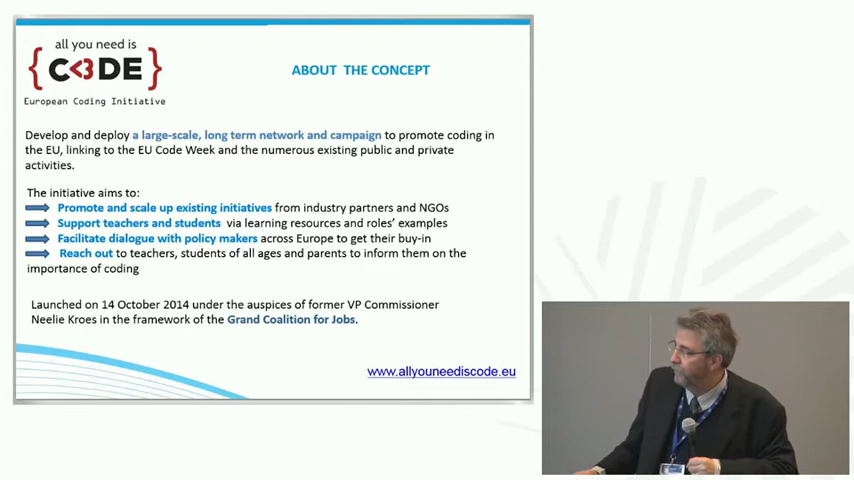 all you need is
{C<3DE}
European Coding Initiative
ABOUT THE CONCEPT
Develop and deploy a large-scale, long term network and campaign to promote coding in
the EU, linking to the EU Code Week and the numerous existing public and private
activities.
The initiative aims to:
Promote and scale up existing initiatives from industry partners and NGOs
Support teachers and students via learning resources and roles' examples
Facilitate dialogue with policy makers across Europe to get their buy-in
Reach out to teachers, students of all ages and parents to inform them on the
importance of coding
Launched on 14 October 2014 under the auspices of former VP Commissioner
Neelie Kroes in the framework of the Grand Coalition for Jobs.
www.allyouneediscode.eu